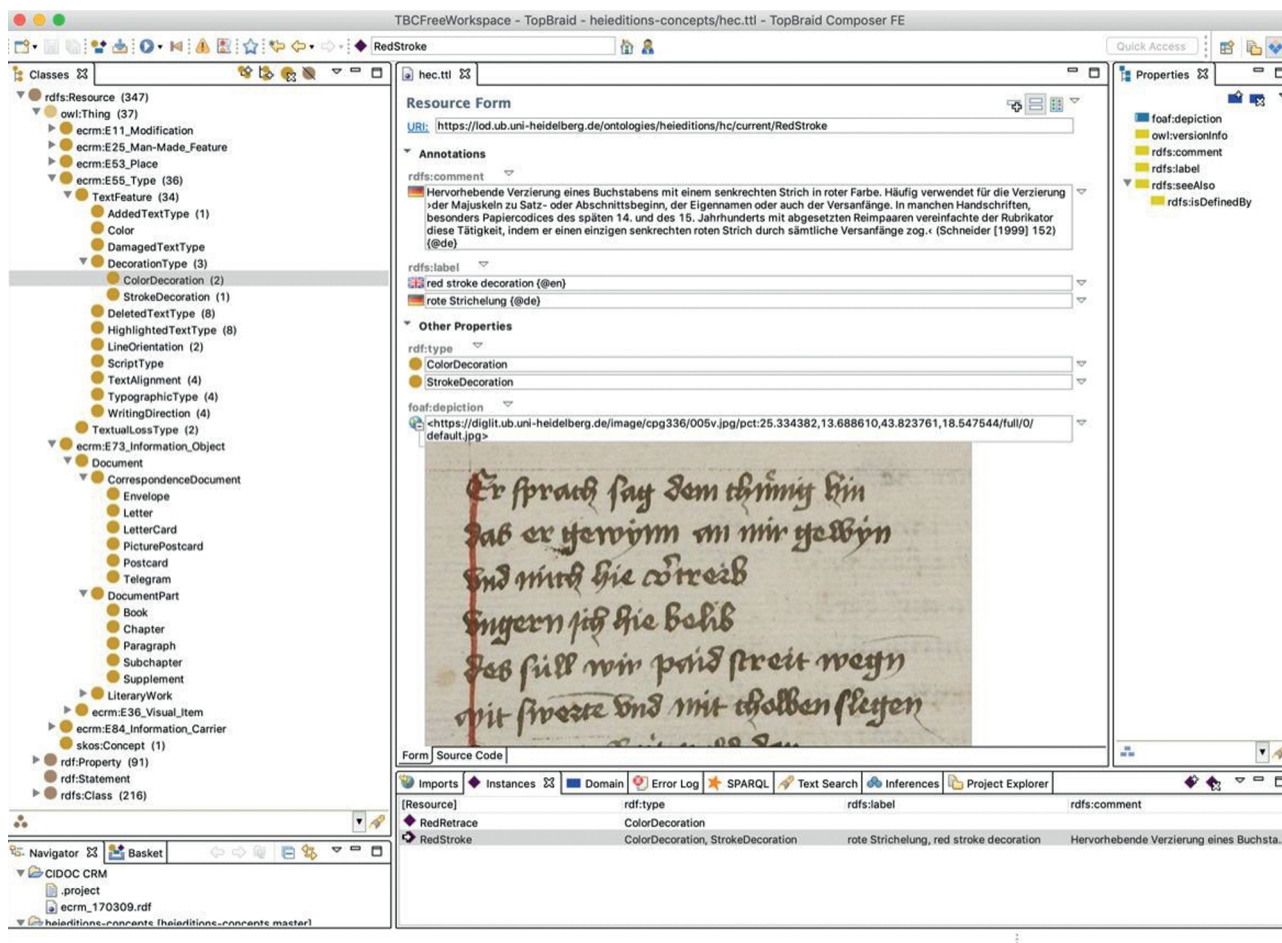 TBCFreeWorkspace - TopBraid - heieditions-concepts/hec.ttl - TopBraid Composer FE
RedStroke
Quick Access
Classes
rdfs:Resource (347)
owl:Thing (37)
ecrm:E11_Modification
ecrm:E25_Man-Made_Feature
ecrm:E53_Place
ecrm:E55_Type (36)
TextFeature (34)
AddedTextType (1)
Color
DamagedTextType
DecorationType (3)
ColorDecoration (2)
StrokeDecoration (1)
DeletedTextType (8)
HighlightedTextType (8)
LineOrientation (2)
ScriptType
TextAlignment (4)
TypographicType (4)
WritingDirection (4)
TextualLossType (2)
ecrm:E73_Information_Object
Document
CorrespondenceDocument
Envelope
Letter
LetterCard
PicturePostcard
Postcard
Telegram
DocumentPart
Book
Chapter
Paragraph
Subchapter
Supplement
LiteraryWork
ecrm:E36_Visual_Item
ecrm:E84_Information_Carrier
skos:Concept (1)
rdf:Property (91)
rdf:Statement
rdfs:Class (216)
Navigator Basket
CIDOC CRM
.project
ecrm_170309.rdf
heieditions-concepts [heieditions-concepts master]
hec.ttl
Resource Form
URI: https://lod.ub.uni-heidelberg.de/ontologies/heieditions/hc/current/RedStroke
Annotations
rdfs:comment
Hervorhebende Verzierung eines Buchstabens mit einem senkrechten Strich in roter Farbe. Häufig verwendet für die Verzierung
›der Majuskeln zu Satz- oder Abschnittsbeginn, der Eigennamen oder auch der Versanfänge. In manchen Handschriften,
besonders Papiercodices des späten 14. und des 15. Jahrhunderts mit abgesetzten Reimpaaren vereinfachte der Rubrikator
diese Tätigkeit, indem er einen einzigen senkrechten roten Strich durch sämtliche Versanfänge zog.‹ (Schneider [1999] 152)
{@de}
rdfs:label
red stroke decoration {@en}
rote Strichelung {@de}
Other Properties
rdf:type
ColorDecoration
StrokeDecoration
foaf:depiction
<https://diglit.ub.uni-heidelberg.de/image/cpg336/005v.jpg/pct:25.334382,13.688610,43.823761,18.547544/full/0/
default.jpg>
Er sprach sag dem
das er gewynn an mir
vnd mich hie
vngern ich hie belib
des süll wir paid streit wegn
mit swerte vnd mit slegen
Form Source Code
Properties
foaf:depiction
owl:versionInfo
rdfs:comment
rdfs:label
rdfs:seeAlso
rdfs:isDefinedBy
Imports Instances Domain Error Log SPARQL Text Search Inferences Project Explorer
[Resource] rdf:type rdfs:label rdfs:comment
RedRetrace ColorDecoration
RedStroke ColorDecoration, StrokeDecoration rote Strichelung, red stroke decoration Hervorhebende Verzierung eines Buchsta...